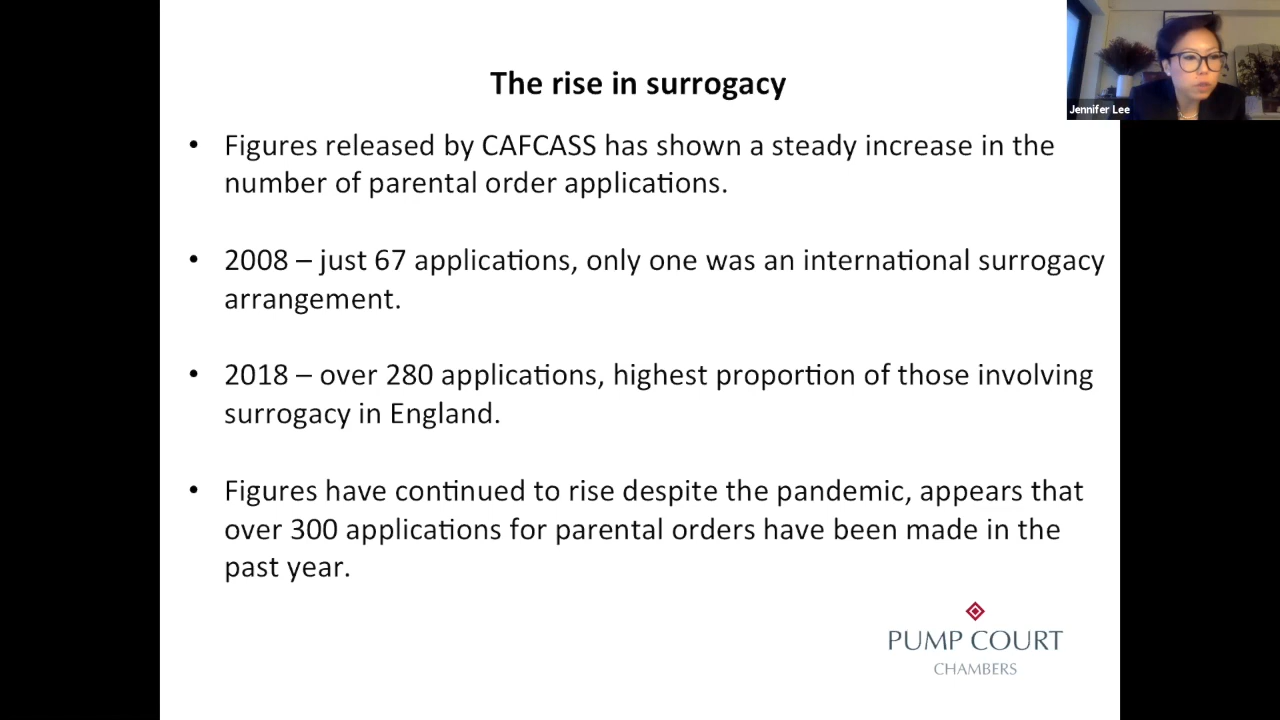 The rise in surrogacy
Jennifer Lee
• Figures released by CAFCASS has shown a steady increase in the
number of parental order applications.
• 2008 – just 67 applications, only one was an international surrogacy
arrangement.
• 2018 – over 280 applications, highest proportion of those involving
surrogacy in England.
• Figures have continued to rise despite the pandemic, appears that
over 300 applications for parental orders have been made in the
past year.
PUMP COURT
CHAMBERS